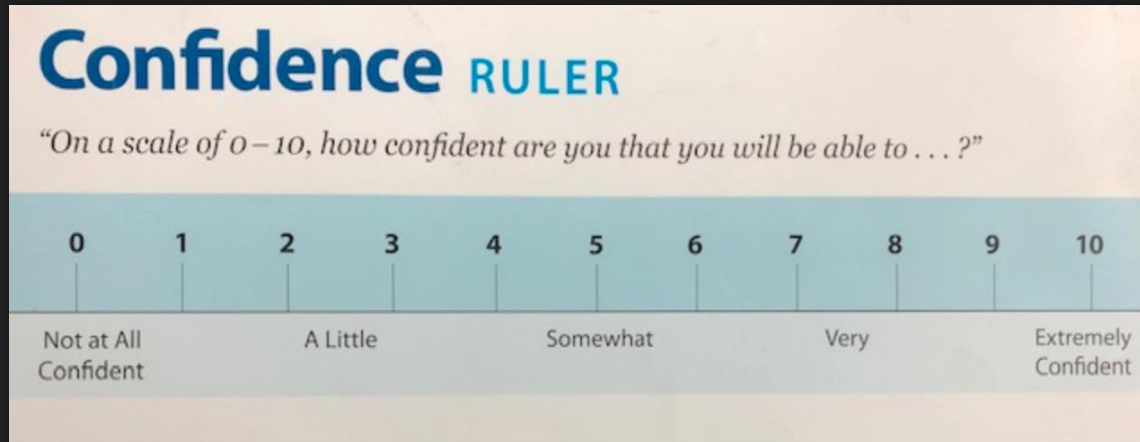 Confidence RULER
“On a scale of 0–10, how confident are you that you will be able to . . . ?”
0 1 2 3 4 5 6 7 8 9 10
Not at All A Little Somewhat Very Extremely
Confident Confident